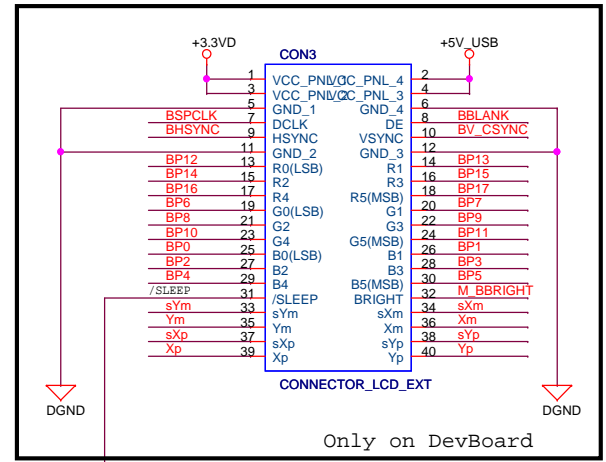 +3.3VD +5V_USB
CON3
1 VCC_PNL_1 VCC_PNL_4 2
3 VCC_PNL_2 VCC_PNL_3 4
5 GND_1 GND_4 6
BSPCLK 7 DCLK DE 8 BBLANK
BHSYNC 9 HSYNC VSYNC 10 BV_CSYNC
11 GND_2 GND_3 12
BP12 13 R0(LSB) R1 14 BP13
BP14 15 R2 R3 16 BP15
BP16 17 R4 R5(MSB) 18 BP17
BP6 19 G0(LSB) G1 20 BP7
BP8 21 G2 G3 22 BP9
BP10 23 G4 G5(MSB) 24 BP11
BP0 25 B0(LSB) B1 26 BP1
BP2 27 B2 B3 28 BP3
BP4 29 B4 B5(MSB) 30 BP5
/SLEEP 31 /SLEEP BRIGHT 32 M_BBRIGHT
sYm 33 sYm sXm 34 sXm
Ym 35 Ym Xm 36 Xm
sXp 37 sXp sYp 38 sYp
Xp 39 Xp Yp 40 Yp
CONNECTOR_LCD_EXT
DGND DGND
Only on DevBoard